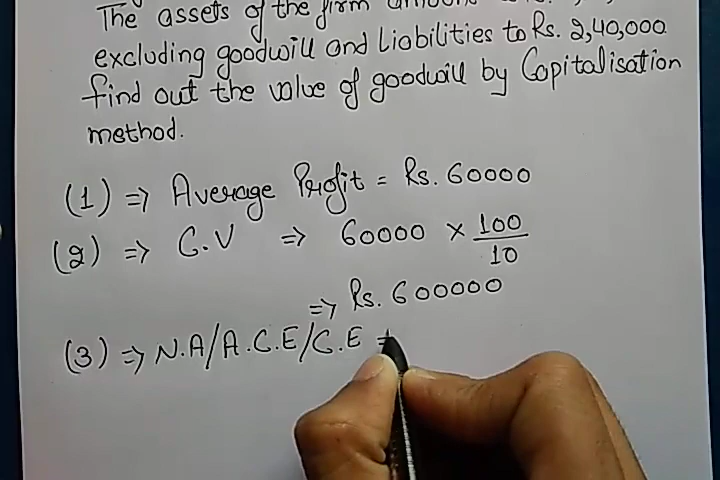 The assets of the firm
excluding goodwill and Liabilities to Rs. 2,40,000
find out the value of goodwill by Capitalisation
method.
(1) => Average Profit = Rs. 60000
(2) => C.V => 60000 × 100/10
=> Rs. 600000
(3) => N.A/A.C.E/C.E =